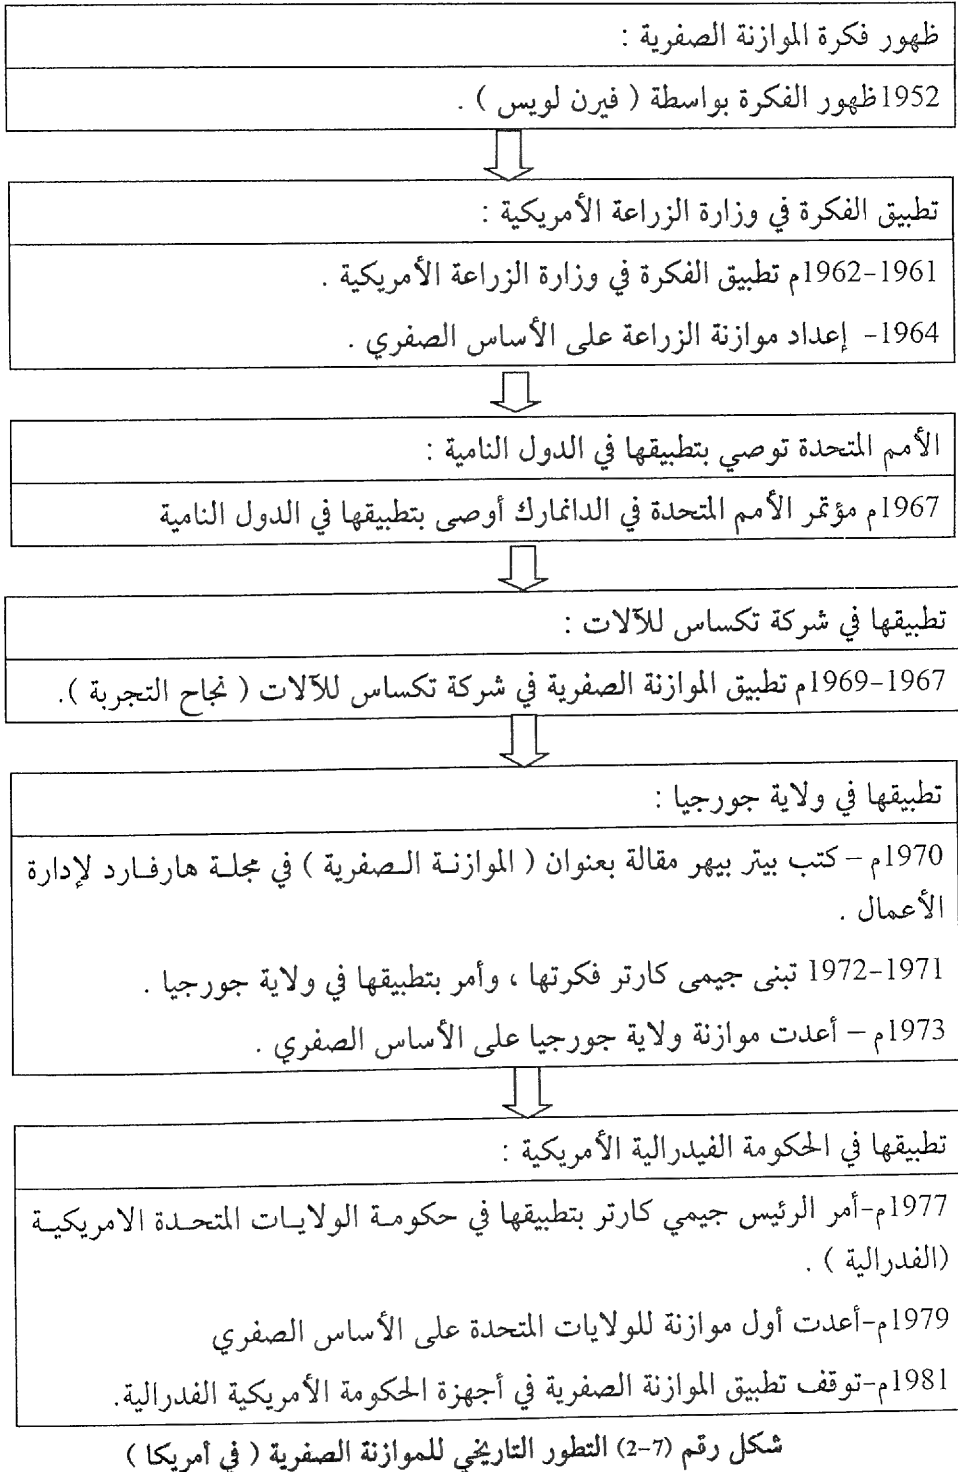 ظهور فكرة الموازنة الصفرية :
1952ظهور الفكرة بواسطة ( فيرن لويس ) .
تطبيق الفكرة في وزارة الزراعة الأمريكية :
1961-1962م تطبيق الفكرة في وزارة الزراعة الأمريكية .
1964- إعداد موازنة الزراعة على الأساس الصفري .
الأمم المتحدة توصي بتطبيقها في الدول النامية :
1967م مؤتمر الأمم المتحدة في الدانمارك أوصى بتطبيقها في الدول النامية
تطبيقها في شركة تكساس للآلات :
1967-1969م تطبيق الموازنة الصفرية في شركة تكساس للآلات ( نجاح التجربة ).
تطبيقها في ولاية جورجيا :
1970م – كتب بيتر بيهر مقالة بعنوان ( الموازنة الصفرية ) في مجلة هارفارد لإدارة
الأعمال .
1971-1972 تبنى جيمى كارتر فكرتها ، وأمر بتطبيقها في ولاية جورجيا .
1973م – أعدت موازنة ولاية جورجيا على الأساس الصفري .
تطبيقها في الحكومة الفيدرالية الأمريكية :
1977م-أمر الرئيس جيمي كارتر بتطبيقها في حكومة الولايات المتحدة الامريكية
(الفدرالية ) .
1979م-أعدت أول موازنة للولايات المتحدة على الأساس الصفري
1981م-توقف تطبيق الموازنة الصفرية في أجهزة الحكومة الأمريكية الفدرالية.
شكل رقم (7-2) التطور التاريخي للموازنة الصفرية ( في أمريكا )